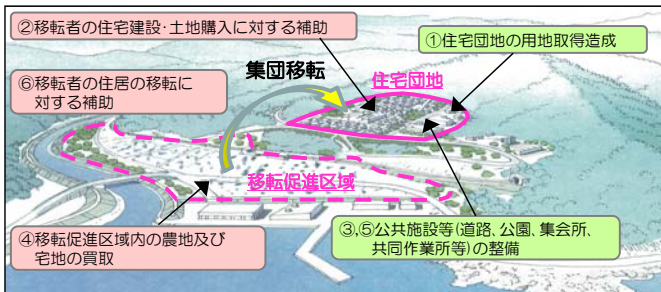 ②移転者の住宅建設・土地購入に対する補助
①住宅団地の用地取得造成
⑥移転者の住居の移転に
対する補助
集団移転
住宅団地
移転促進区域
④移転促進区域内の農地及び
宅地の買取
③,⑤公共施設等(道路、公園、集会所、
共同作業所等)の整備